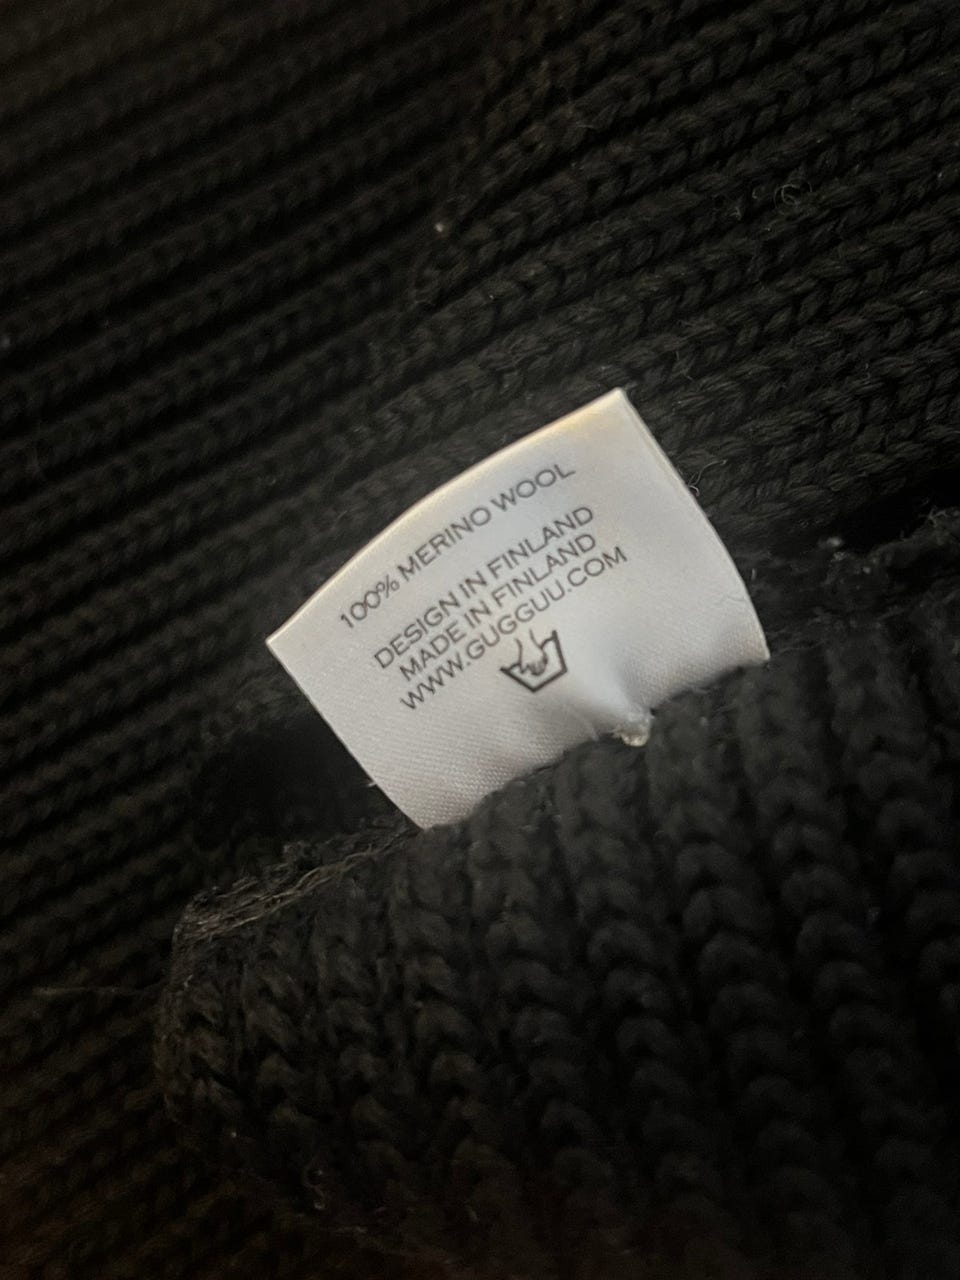 100% MERINO WOOL
DESIGN IN FINLAND
MADE IN FINLAND
WWW.GUGGUU.COM